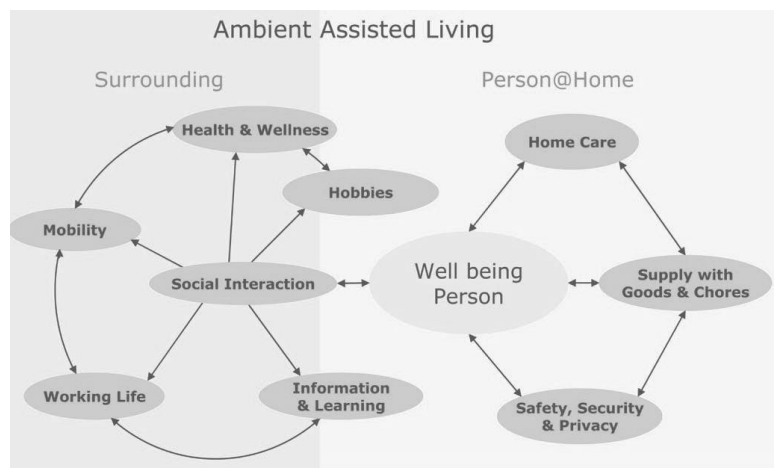 Ambient Assisted Living
Surrounding
Person@Home
Health & Wellness
Home Care
Hobbies
Mobility
Social Interaction
Well being
Person
Supply with
Goods & Chores
Working Life
Information
& Learning
Safety, Security
& Privacy